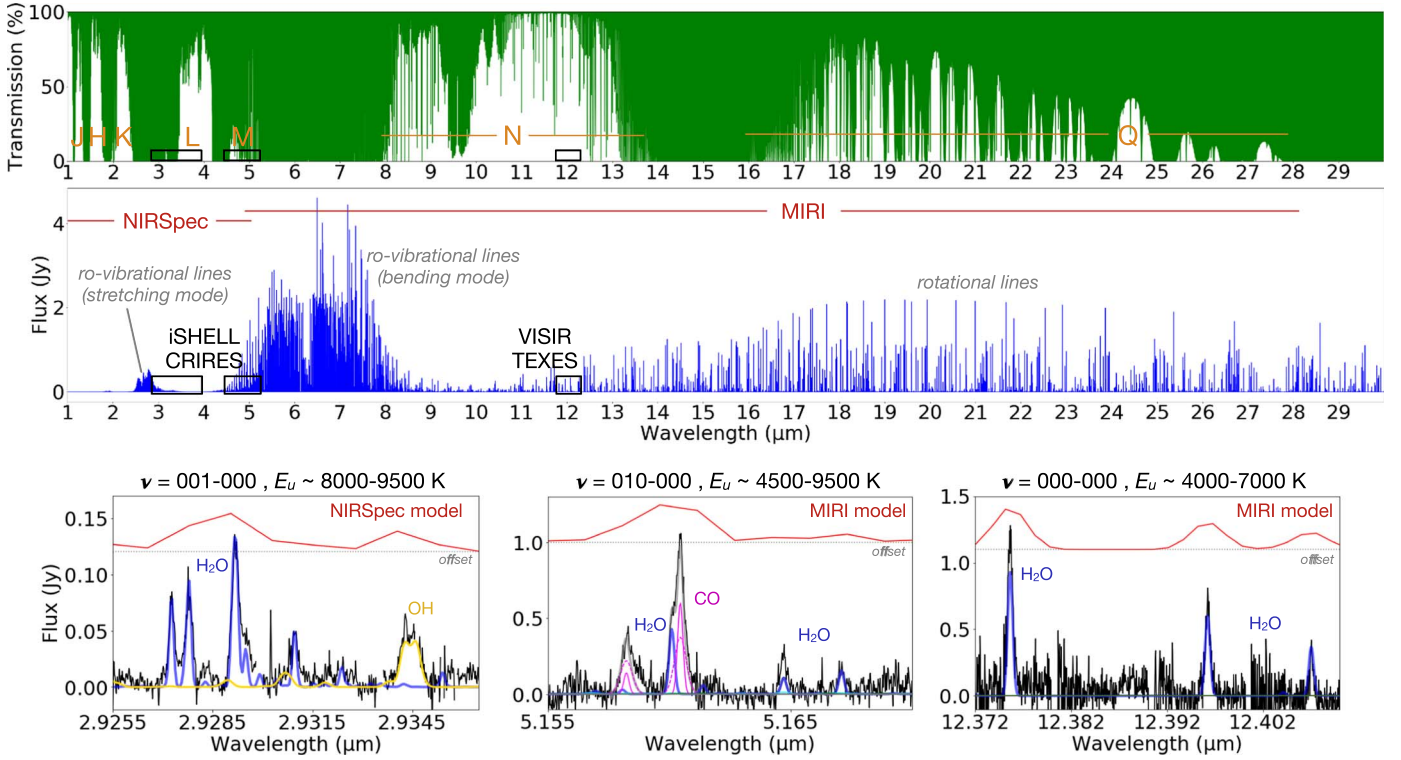 Transmission (%)
100
50
0
J H K L M N Q
1 2 3 4 5 6 7 8 9 10 11 12 13 14 15 16 17 18 19 20 21 22 23 24 25 26 27 28 29
Flux (Jy)
4
2
0
NIRSpec
MIRI
ro-vibrational lines
(stretching mode)
ro-vibrational lines
(bending mode)
rotational lines
iSHELL
CRIRES
VISIR
TEXES
1 2 3 4 5 6 7 8 9 10 11 12 13 14 15 16 17 18 19 20 21 22 23 24 25 26 27 28 29
Wavelength (μm)
ν = 001-000 , Eu ~ 8000-9500 K
Flux (Jy)
0.15
0.10
0.05
0.00
NIRSpec model
offset
H₂O
OH
2.9255 2.9285 2.9315 2.9345
Wavelength (μm)
ν = 010-000 , Eu ~ 4500-9500 K
1.0
0.5
0.0
MIRI model
offset
H₂O
CO
H₂O
5.155 5.165
Wavelength (μm)
ν = 000-000 , Eu ~ 4000-7000 K
1.5
1.0
0.5
0.0
MIRI model
offset
H₂O
H₂O
12.372 12.382 12.392 12.402
Wavelength (μm)